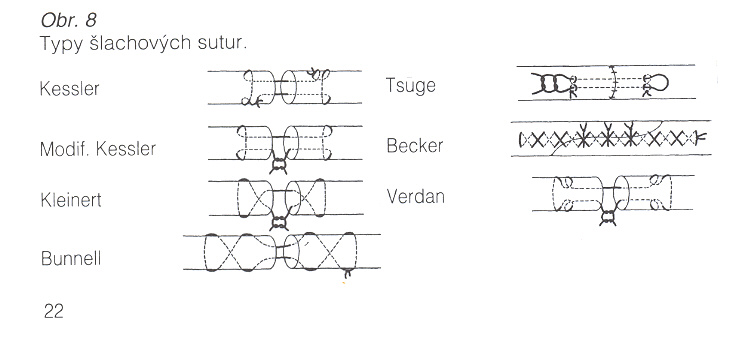 Obr. 8
Typy šlachových sutur.
Kessler
Modif. Kessler
Kleinert
Bunnell
Tsuge
Becker
Verdan
22